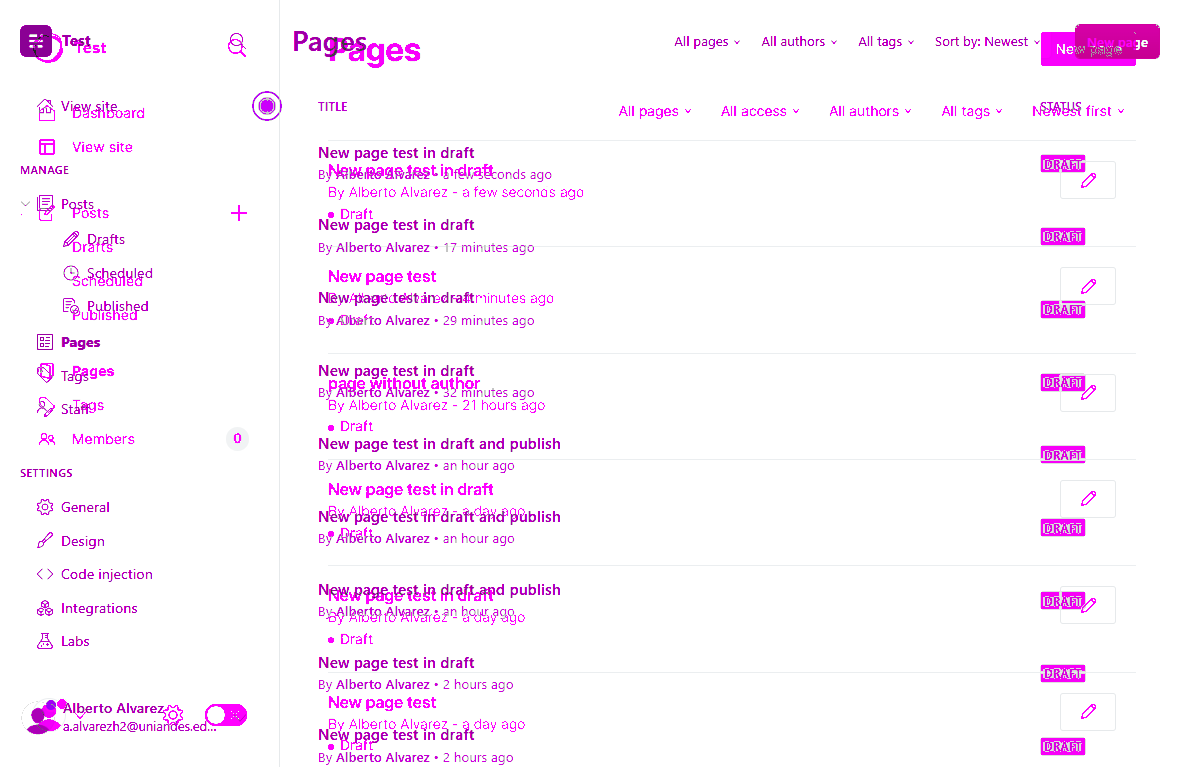 Test
Test
Pages
Pages
All pages
All authors
All tags
Sort by: Newest
New page
New page
View site
Dashboard
TITLE
All pages
All access
All authors
All tags
Newest first
STATUS
View site
New page test in draft
DRAFT
By Alberto Alvarez • a few seconds ago
MANAGE
New page test in draft
By Alberto Alvarez - a few seconds ago
Posts
Posts
Draft
New page test in draft
DRAFT
By Alberto Alvarez • 17 minutes ago
Drafts
Drafts
Scheduled
Scheduled
New page test
By Alberto Alvarez - 4 minutes ago
New page test in draft
DRAFT
By Alberto Alvarez • 29 minutes ago
Draft
Published
Published
Pages
Pages
New page test in draft
DRAFT
By Alberto Alvarez • 32 minutes ago
Tags
page without author
By Alberto Alvarez - 21 hours ago
Draft
Staff
Tags
Members
0
New page test in draft and publish
DRAFT
By Alberto Alvarez • an hour ago
SETTINGS
New page test in draft
By Alberto Alvarez - a day ago
General
New page test in draft and publish
DRAFT
By Alberto Alvarez • an hour ago
Draft
Design
Code injection
New page test in draft and publish
DRAFT
By Alberto Alvarez • an hour ago
New page test in draft
By Alberto Alvarez - a day ago
Draft
Integrations
Labs
New page test in draft
DRAFT
By Alberto Alvarez • 2 hours ago
New page test
By Alberto Alvarez - a day ago
Draft
Alberto Alvarez
a.alvarezh2@uniandes.ed...
New page test in draft
DRAFT
By Alberto Alvarez • 2 hours ago